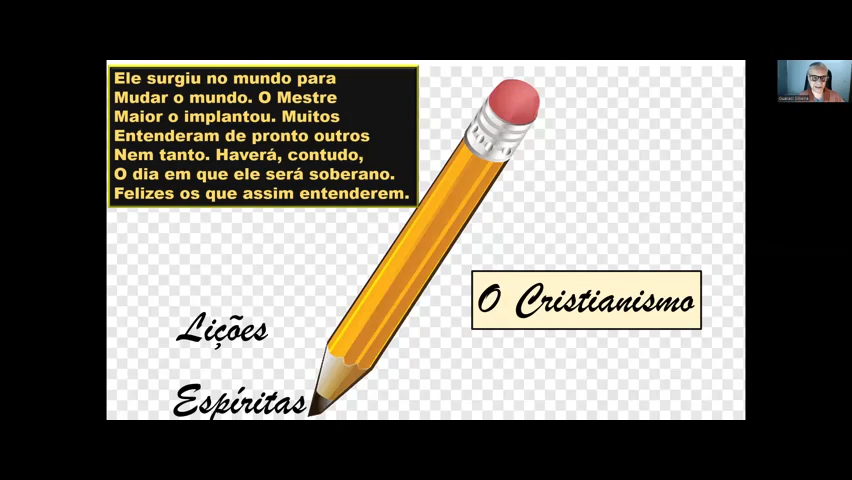 Ele surgiu no mundo para
Mudar o mundo. O Mestre
Maior o implantou. Muitos
Entenderam de pronto outros
Nem tanto. Haverá, contudo,
O dia em que ele será soberano.
Felizes os que assim entenderem.
O Cristianismo
Lições
Espíritas